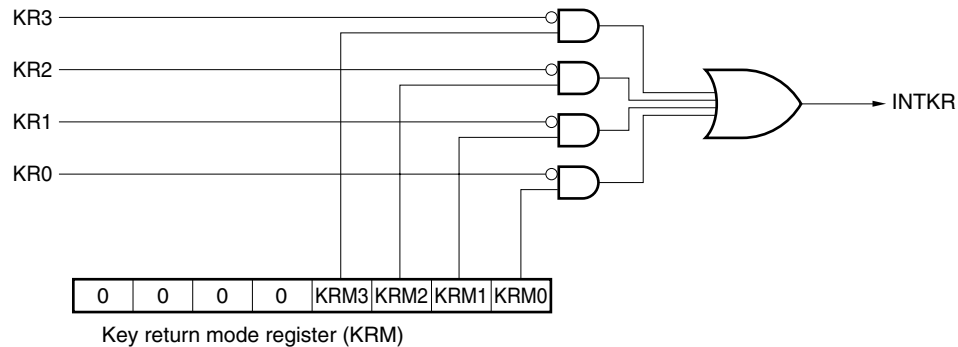 KR3
KR2
KR1
KR0
INTKR
0 0 0 0 KRM3 KRM2 KRM1 KRM0
Key return mode register (KRM)